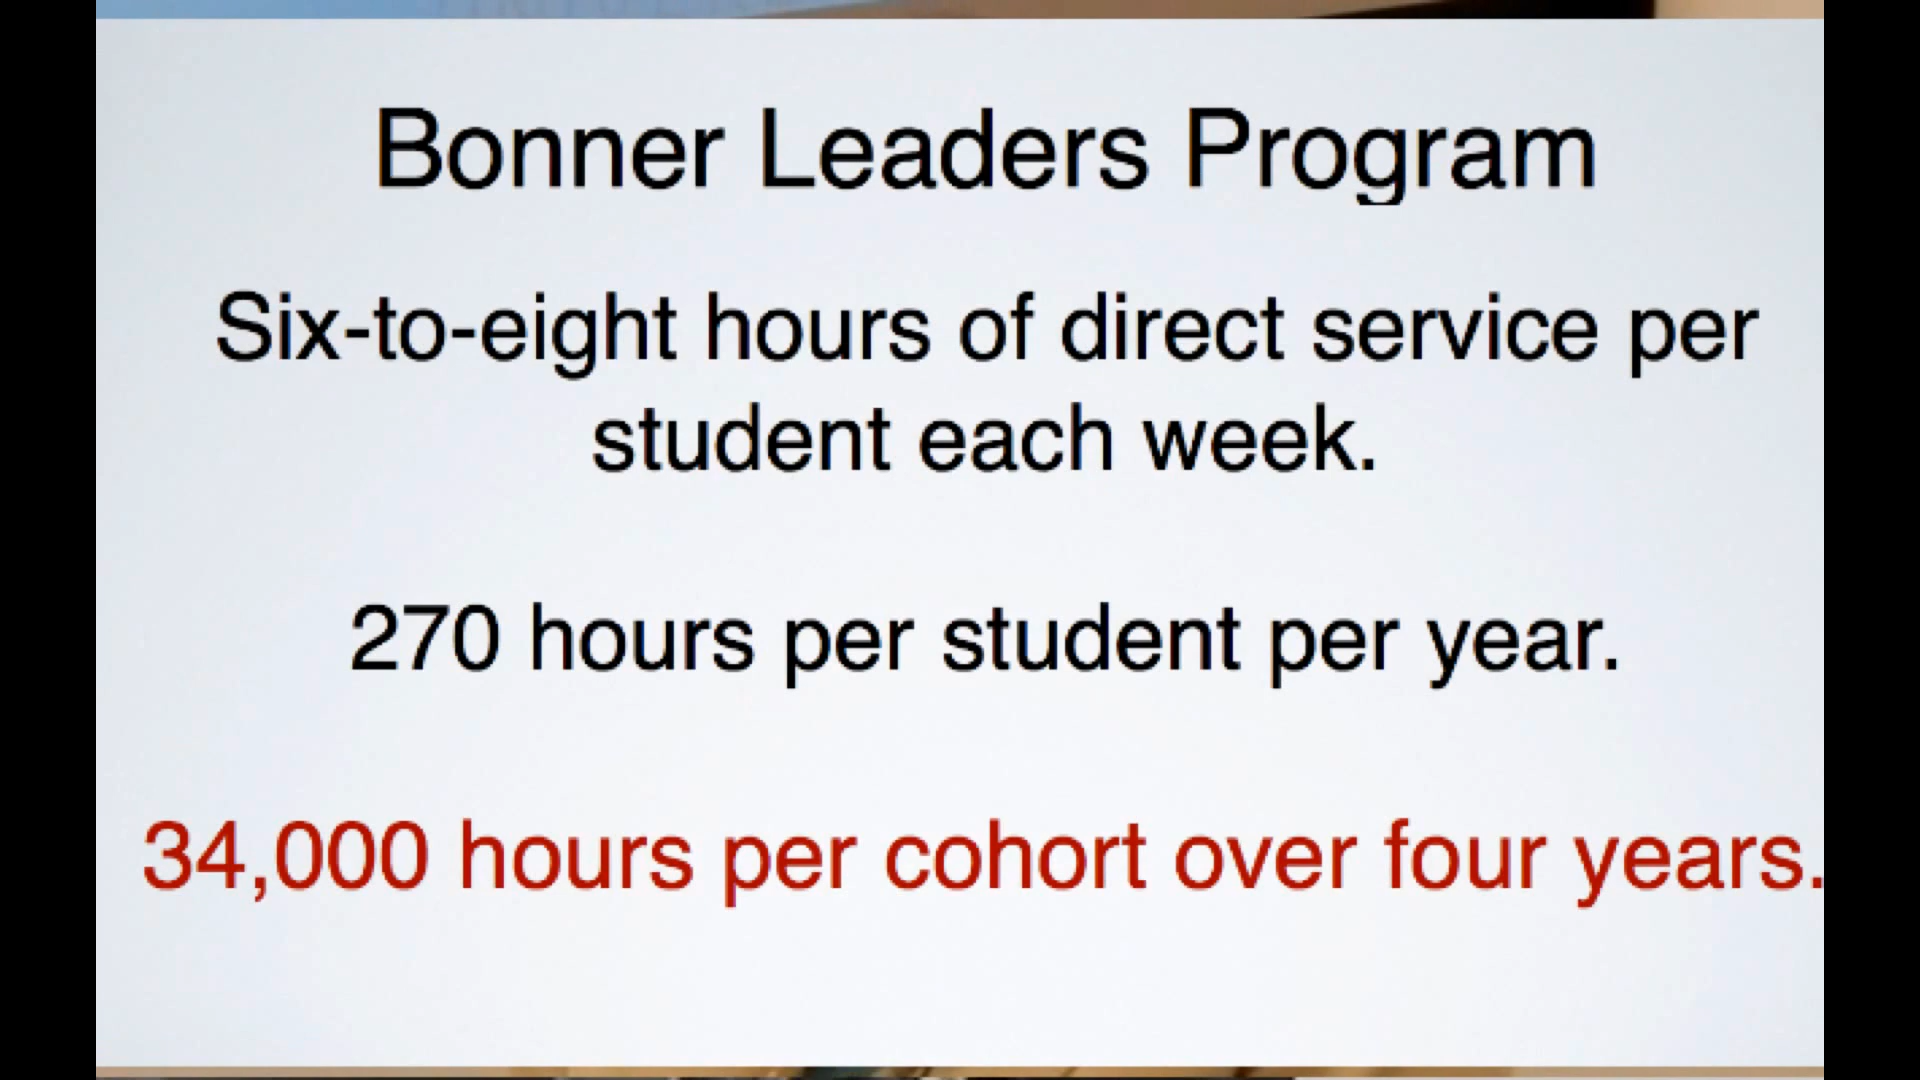 Bonner Leaders Program
Six-to-eight hours of direct service per
student each week.
270 hours per student per year.
34,000 hours per cohort over four years.